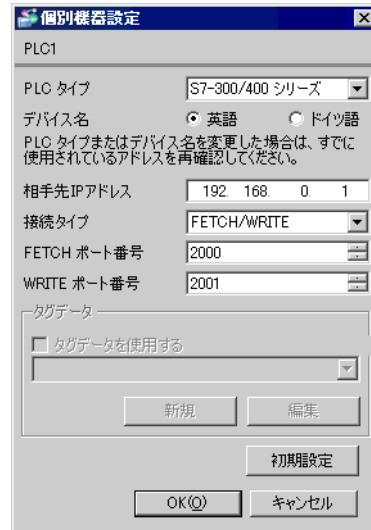 個別機器設定
PLC1
PLC タイプ S7-300/400 シリーズ
デバイス名 英語 ドイツ語
PLC タイプまたはデバイス名を変更した場合は、すでに
使用されているアドレスを再確認してください。
相手先IPアドレス 192. 168. 0. 1
接続タイプ FETCH/WRITE
FETCH ポート番号 2000
WRITE ポート番号 2001
タグデータ
タグデータを使用する
新規 編集
初期設定
OK(O) キャンセル